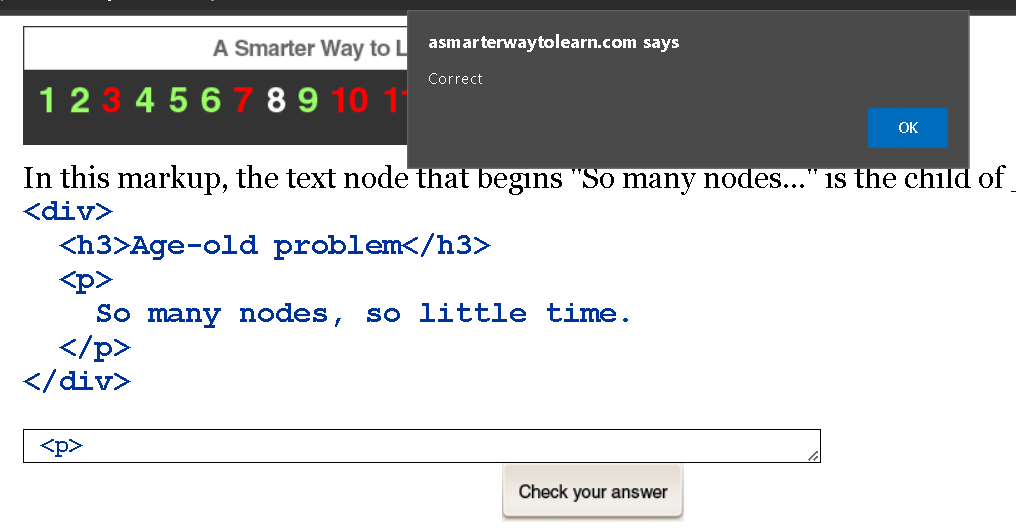 asmarterwaytolearn.com says
Correct
OK
A Smarter Way to L
1 2 3 4 5 6 7 8 9 10 11
In this markup, the text node that begins "So many nodes..." is the child of _
<div>
<h3>Age-old problem</h3>
<p>
So many nodes, so little time.
</p>
</div>
<p>
Check your answer